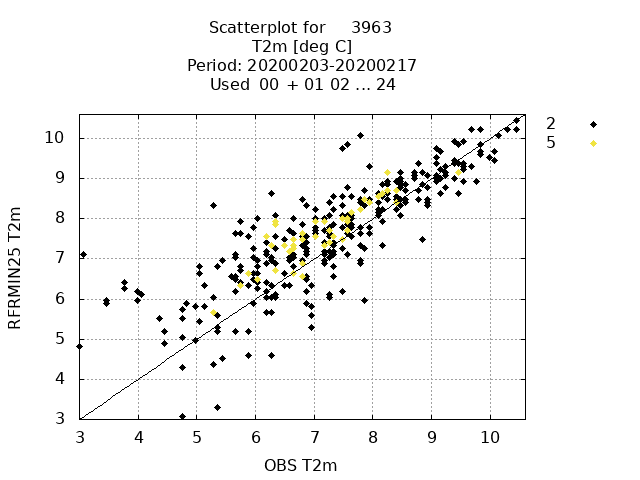 Scatterplot for 3963
T2m [deg C]
Period: 20200203-20200217
Used 00 + 01 02 ... 24
2
5
RFRMIN25 T2m
10
9
8
7
6
5
4
3
3 4 5 6 7 8 9 10
OBS T2m